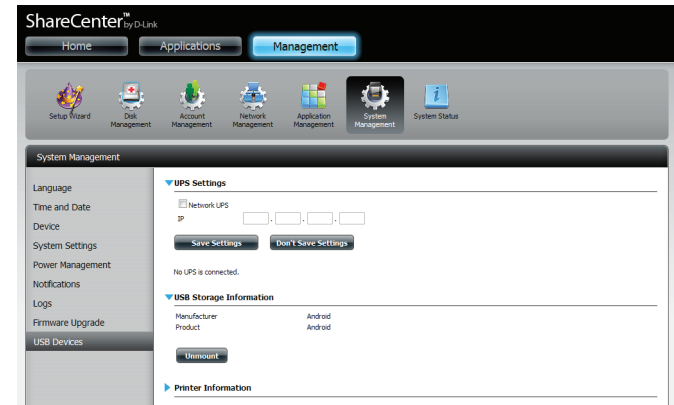 ShareCenter™ by D-Link
Home Applications Management
Setup Wizard Disk Management Account Management Network Management Application Management System Management System Status
System Management
Language
Time and Date
Device
System Settings
Power Management
Notifications
Logs
Firmware Upgrade
USB Devices
UPS Settings
Network UPS
IP . . .
Save Settings Don't Save Settings
No UPS is connected.
USB Storage Information
Manufacturer Android
Product Android
Unmount
Printer Information